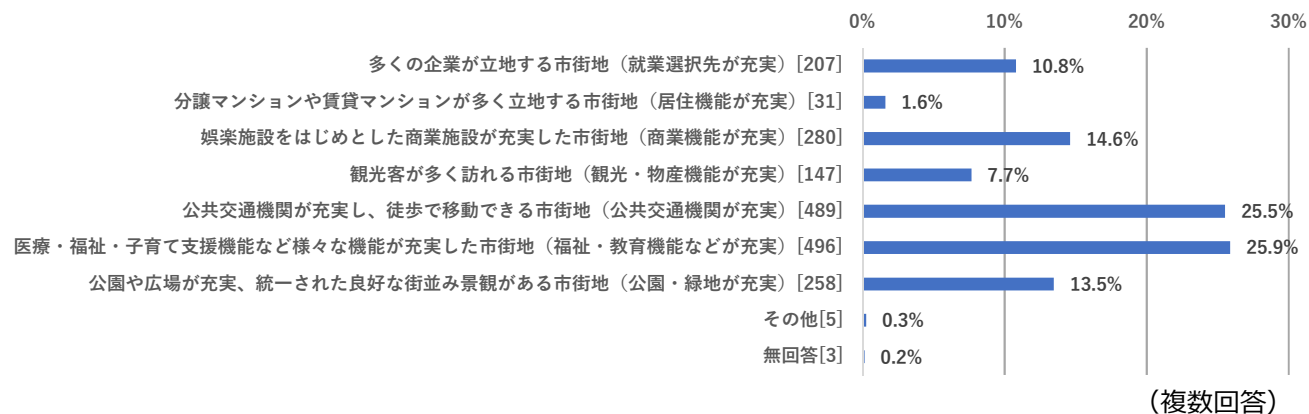 0% 10% 20% 30%
多くの企業が立地する市街地（就業選択先が充実）[207] 10.8%
分譲マンションや賃貸マンションが多く立地する市街地（居住機能が充実）[31] 1.6%
娯楽施設をはじめとした商業施設が充実した市街地（商業機能が充実）[280] 14.6%
観光客が多く訪れる市街地（観光・物産機能が充実）[147] 7.7%
公共交通機関が充実し、徒歩で移動できる市街地（公共交通機関が充実）[489] 25.5%
医療・福祉・子育て支援機能など様々な機能が充実した市街地（福祉・教育機能などが充実）[496] 25.9%
公園や広場が充実、統一された良好な街並み景観がある市街地（公園・緑地が充実）[258] 13.5%
その他[5] 0.3%
無回答[3] 0.2%
（複数回答）